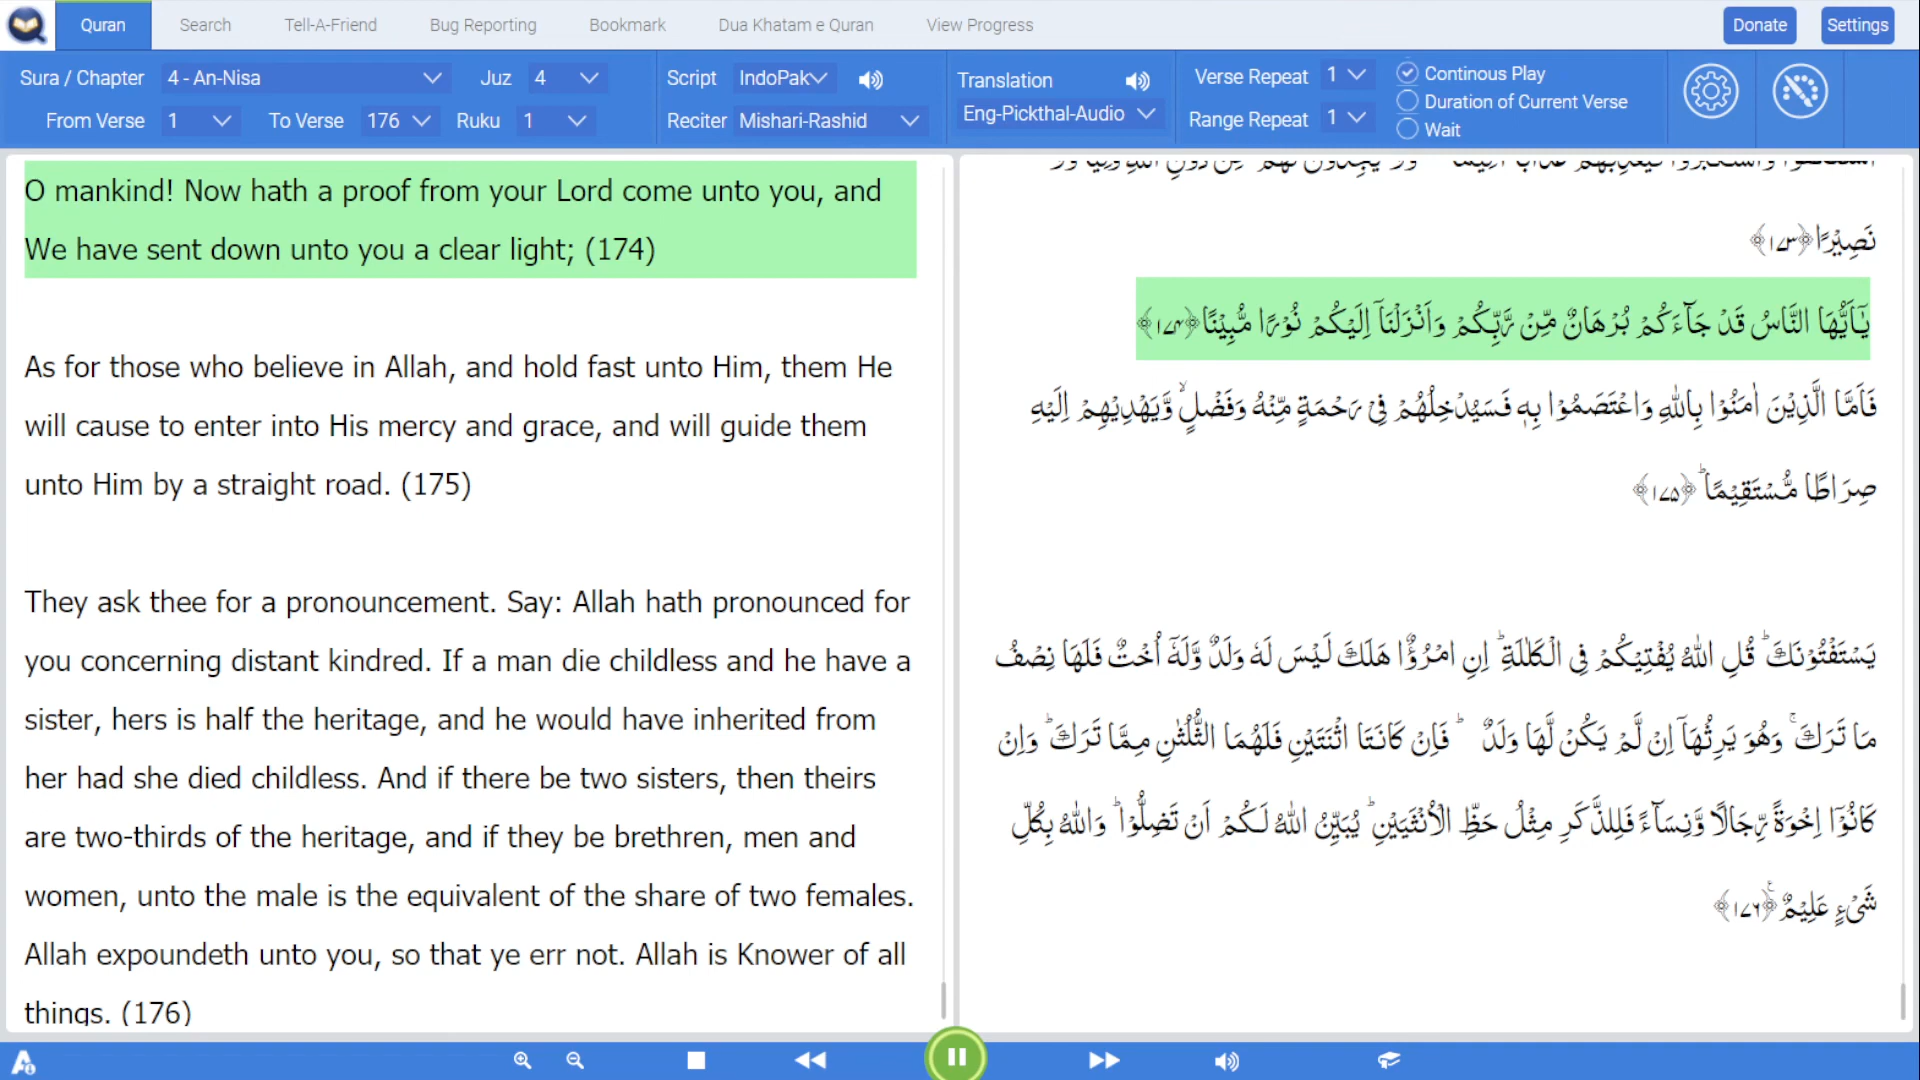 Quran
Search
Tell-A-Friend
Bug Reporting
Bookmark
Dua Khatam e Quran
View Progress
Donate
Settings
Sura / Chapter
4 - An-Nisa
Juz
4
From Verse
1
To Verse
176
Ruku
1
Script
IndoPak
Reciter
Mishari-Rashid
Translation
Eng-Pickthal-Audio
Verse Repeat
1
Range Repeat
1
Continous Play
Duration of Current Verse
Wait
O mankind! Now hath a proof from your Lord come unto you, and
We have sent down unto you a clear light; (174)
As for those who believe in Allah, and hold fast unto Him, them He
will cause to enter into His mercy and grace, and will guide them
unto Him by a straight road. (175)
They ask thee for a pronouncement. Say: Allah hath pronounced for
you concerning distant kindred. If a man die childless and he have a
sister, hers is half the heritage, and he would have inherited from
her had she died childless. And if there be two sisters, then theirs
are two-thirds of the heritage, and if they be brethren, men and
women, unto the male is the equivalent of the share of two females.
Allah expoundeth unto you, so that ye err not. Allah is Knower of all
things. (176)
نَصِيْرًا﴿۱۷۳﴾
يٰٓاَيُّهَا النَّاسُ قَدْ جَآءَكُمْ بُرْهَانٌ مِّنْ رَّبِّكُمْ وَاَنْزَلْنَاۤ اِلَيْكُمْ نُوْرًا مُّبِيْنًا﴿۱۷۴﴾
فَاَمَّا الَّذِيْنَ اٰمَنُوْا بِاللّٰهِ وَاعْتَصَمُوْا بِهٖ فَسَيُدْخِلُهُمْ فِىْ رَحْمَةٍ مِّنْهُ وَفَضْلٍۙ وَّيَهْدِيْهِمْ اِلَيْهِ
صِرَاطًا مُّسْتَقِيْمًاؕ﴿۱۷۵﴾
يَسْتَفْتُوْنَكَؕ قُلِ اللّٰهُ يُفْتِيْكُمْ فِى الْكَلٰلَةِؕ اِنِ امْرُؤٌا هَلَكَ لَيْسَ لَهٗ وَلَدٌ وَّلَهٗۤ اُخْتٌ فَلَهَا نِصْفُ
مَا تَرَكَۚ وَهُوَ يَرِثُهَاۤ اِنْ لَّمْ يَكُنْ لَّهَا وَلَدٌ ؕ فَاِنْ كَانَتَا اثْنَتَيْنِ فَلَهُمَا الثُّلُثٰنِ مِمَّا تَرَكَؕ وَاِنْ
كَانُوْۤا اِخْوَةً رِّجَالًا وَّنِسَآءً فَلِلذَّكَرِ مِثْلُ حَظِّ الْاُنْثَيَيْنِؕ يُبَيِّنُ اللّٰهُ لَكُمْ اَنْ تَضِلُّوْاؕ وَاللّٰهُ بِكُلِّ
شَىْءٍ عَلِيْمٌ۠﴿۱۷۶﴾